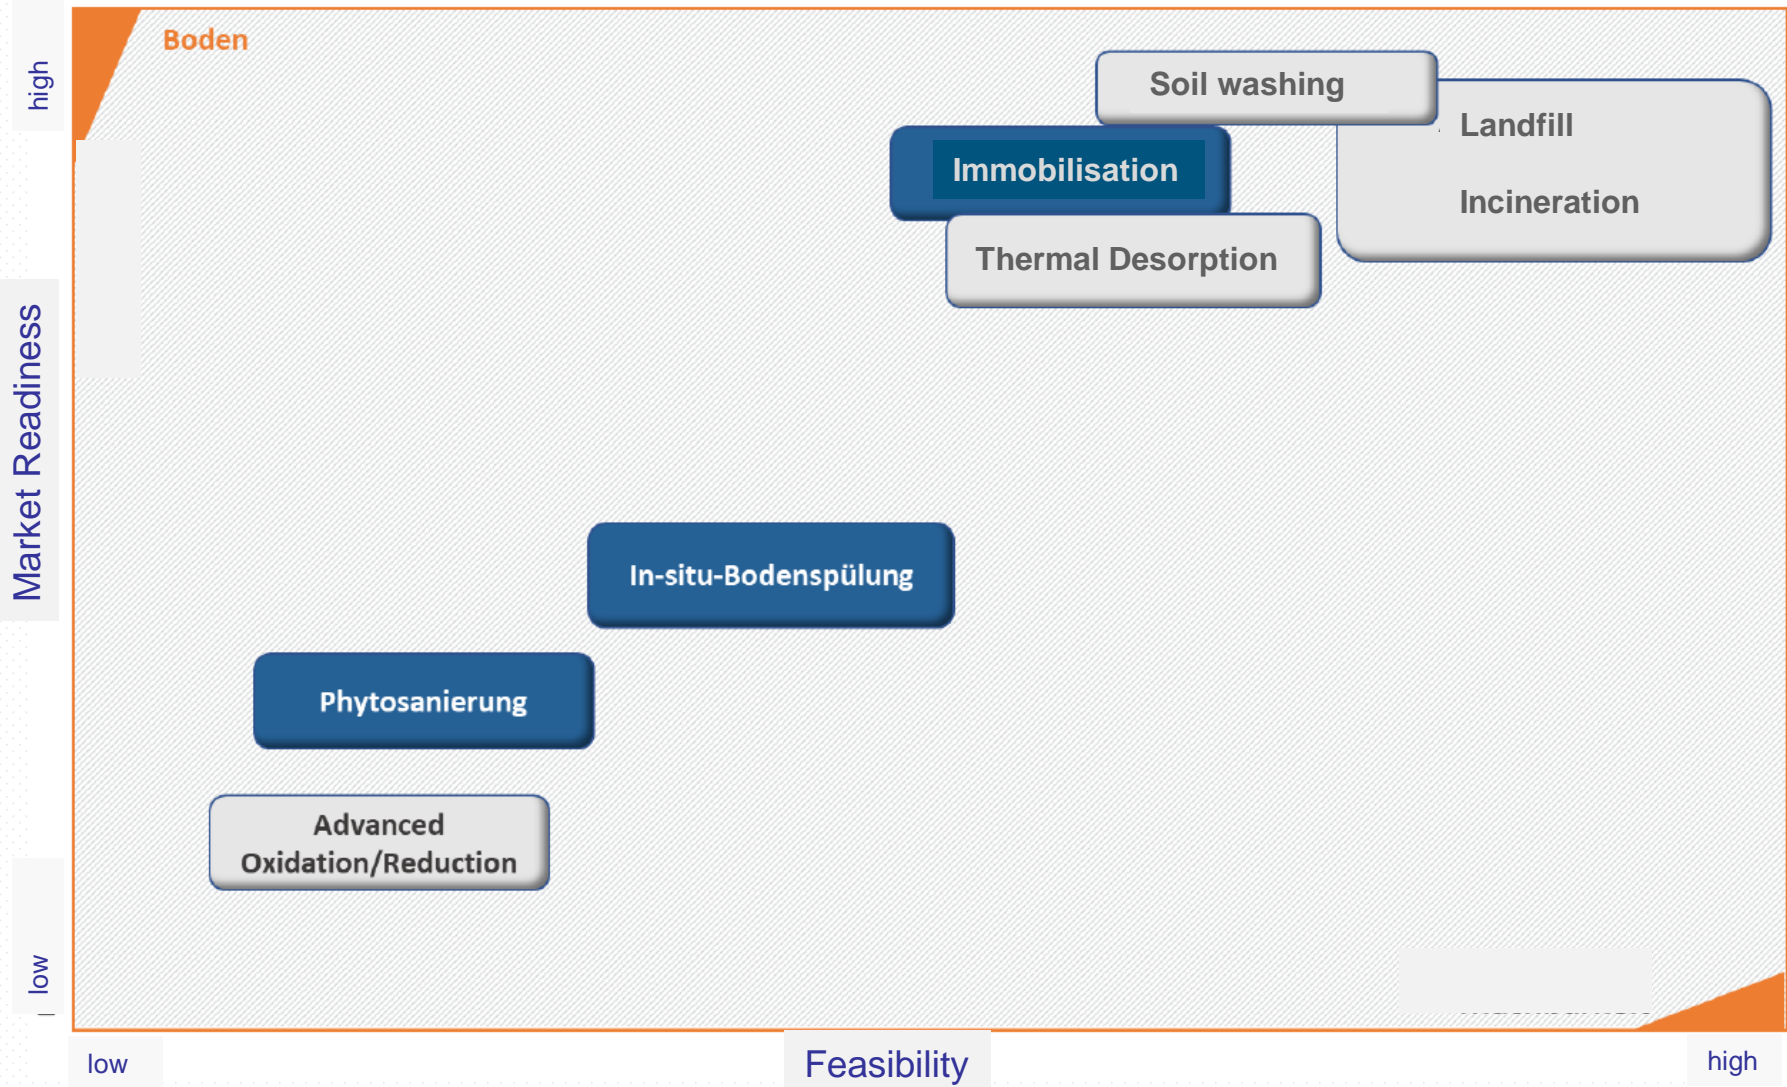 Boden
high
Soil washing
Landfill
Immobilisation
Incineration
Thermal Desorption
Market Readiness
In-situ-Bodenspülung
Phytosanierung
Advanced
Oxidation/Reduction
low
low
Feasibility
high